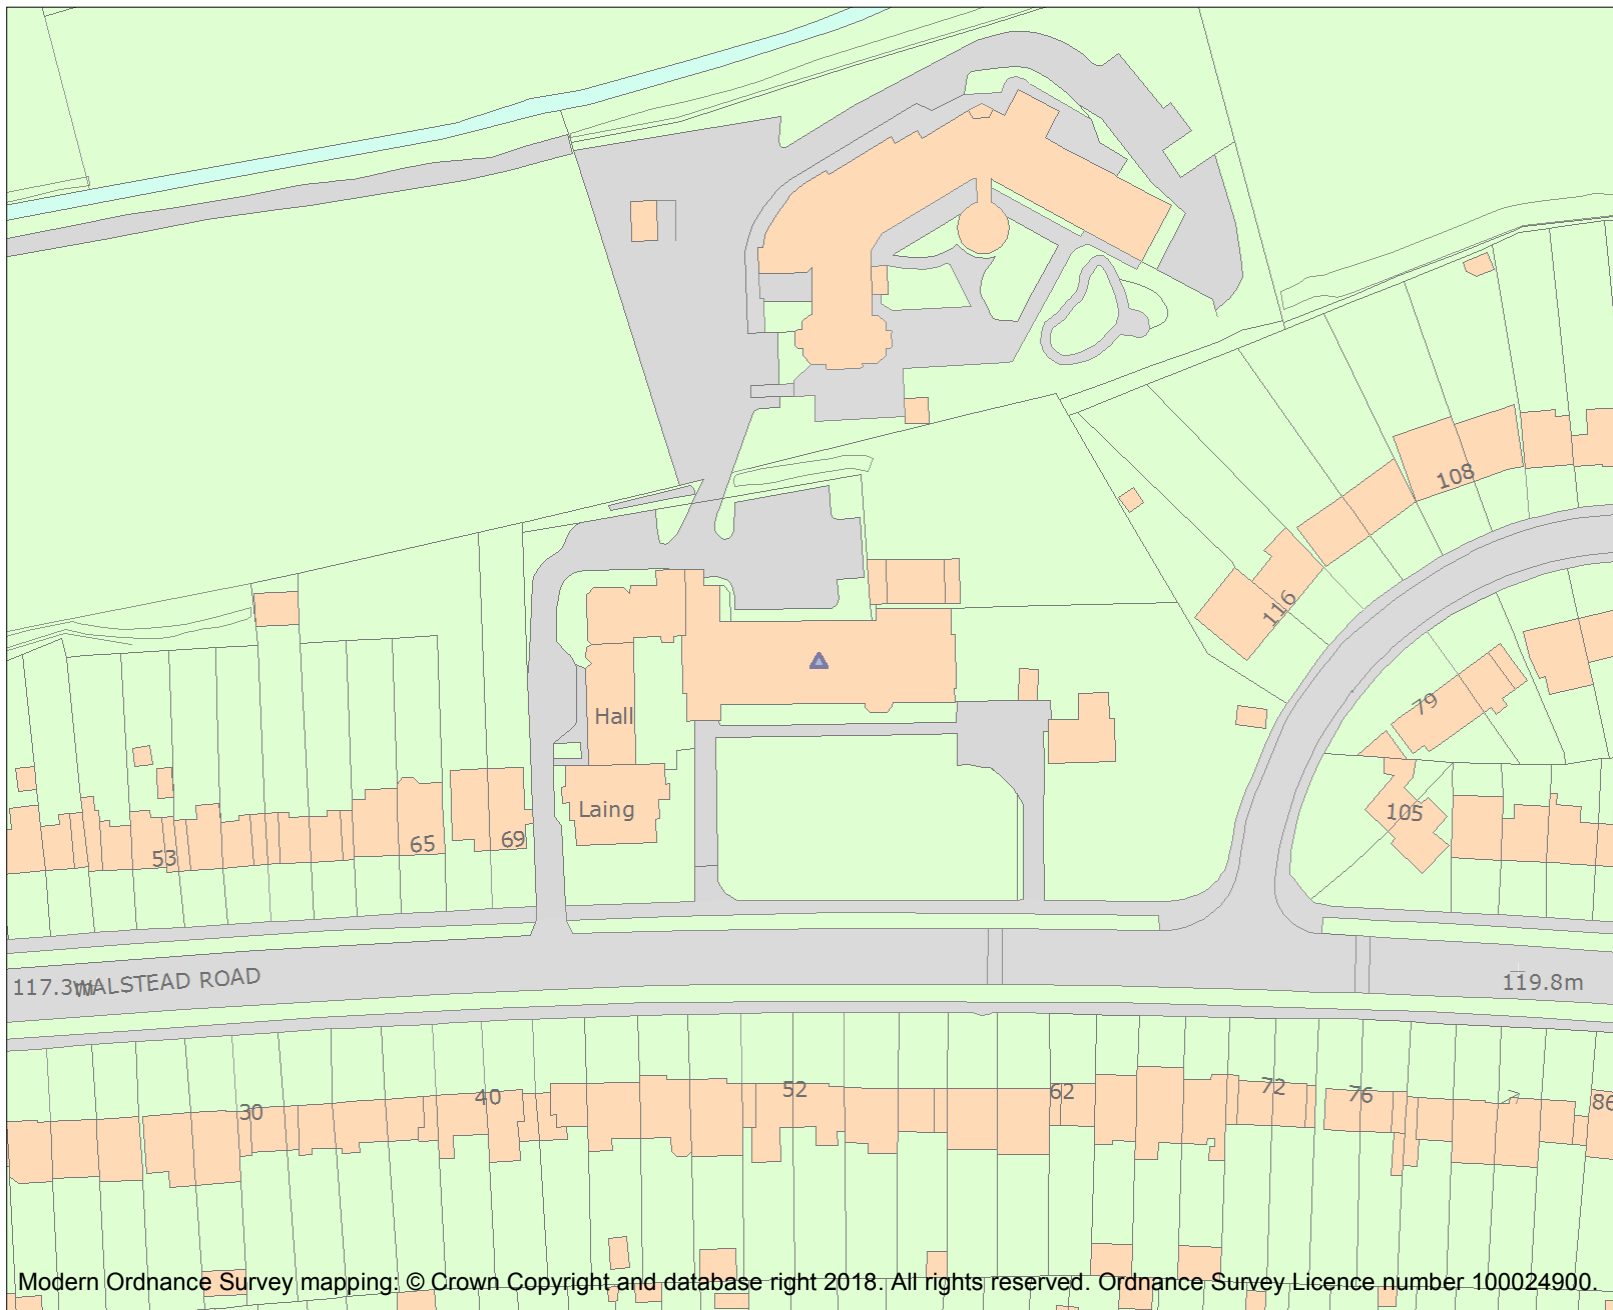 108
116
79
Hall
Laing
105
65
69
53
117.3m
WALSTEAD ROAD
119.8m
30
40
52
62
72
76
86
Modern Ordnance Survey mapping: © Crown Copyright and database right 2018. All rights reserved. Ordnance Survey Licence number 100024900.